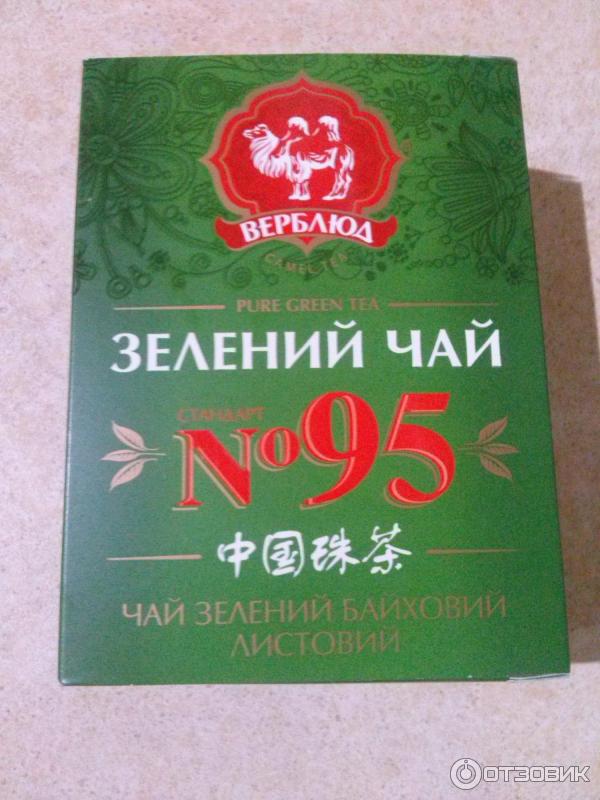 ВЕРБЛЮД
CAMEL TEA
PURE GREEN TEA
ЗЕЛЕНИЙ ЧАЙ
СТАНДАРТ
№95
中国珠茶
ЧАЙ ЗЕЛЕНИЙ БАЙХОВИЙ
ЛИСТОВИЙ
ОТЗОВИК